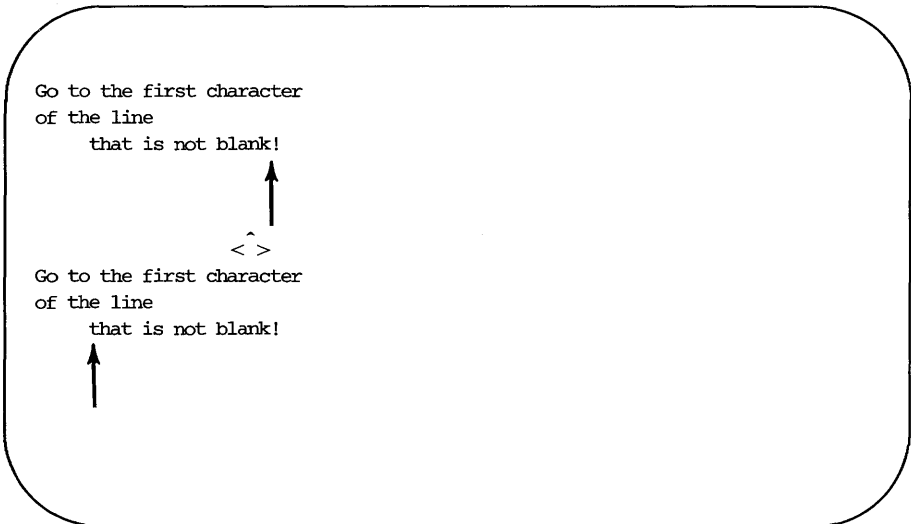 Go to the first character
of the line
     that is not blank!
<^>
Go to the first character
of the line
     that is not blank!